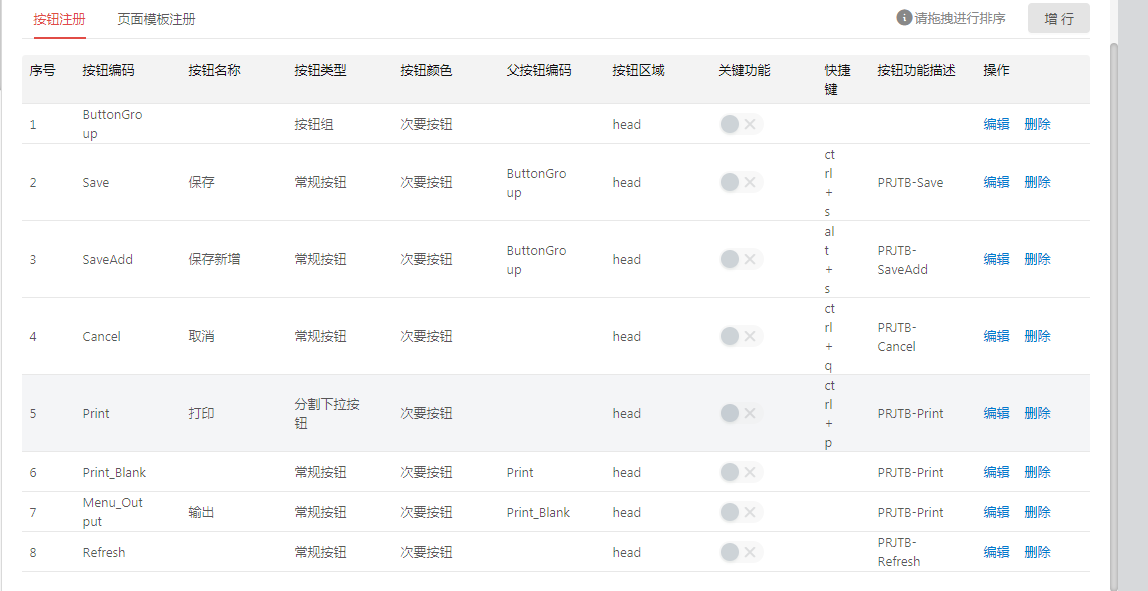 按钮注册 页面模板注册 请拖拽进行排序 增 行
序号 按钮编码 按钮名称 按钮类型 按钮颜色 父按钮编码 按钮区域 关键功能 快捷键 按钮功能描述 操作
1 ButtonGroup 按钮组 次要按钮 head 编辑 删除
2 Save 保存 常规按钮 次要按钮 ButtonGroup head ctrl+s PRJTB-Save 编辑 删除
3 SaveAdd 保存新增 常规按钮 次要按钮 ButtonGroup head alt+s PRJTB-SaveAdd 编辑 删除
4 Cancel 取消 常规按钮 次要按钮 head ctrl+q PRJTB-Cancel 编辑 删除
5 Print 打印 分割下拉按钮 次要按钮 head ctrl+p PRJTB-Print 编辑 删除
6 Print_Blank 常规按钮 次要按钮 Print head PRJTB-Print 编辑 删除
7 Menu_Output 输出 常规按钮 次要按钮 Print_Blank head PRJTB-Print 编辑 删除
8 Refresh 常规按钮 次要按钮 head PRJTB-Refresh 编辑 删除